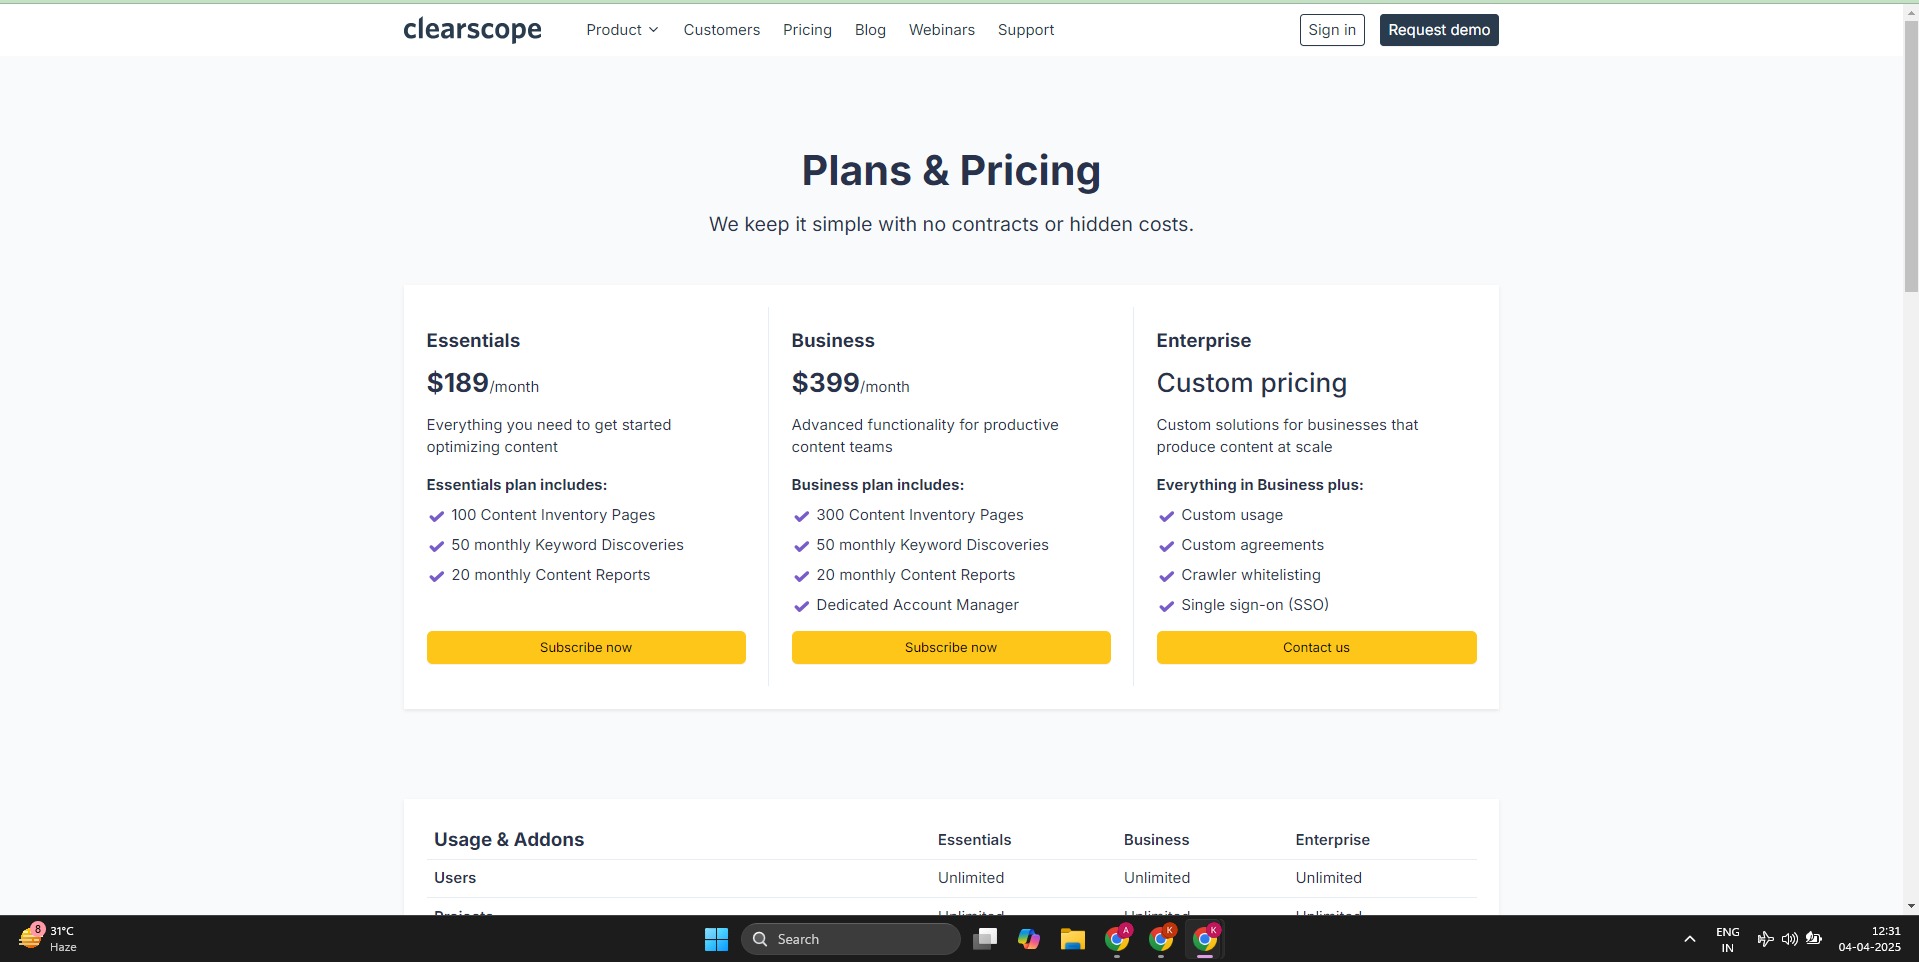 clearscope
Product
Customers
Pricing
Blog
Webinars
Support
Sign in
Request demo
Plans & Pricing
We keep it simple with no contracts or hidden costs.
Essentials
$189/month
Everything you need to get started
optimizing content
Essentials plan includes:
100 Content Inventory Pages
50 monthly Keyword Discoveries
20 monthly Content Reports
Subscribe now
Business
$399/month
Advanced functionality for productive
content teams
Business plan includes:
300 Content Inventory Pages
50 monthly Keyword Discoveries
20 monthly Content Reports
Dedicated Account Manager
Subscribe now
Enterprise
Custom pricing
Custom solutions for businesses that
produce content at scale
Everything in Business plus:
Custom usage
Custom agreements
Crawler whitelisting
Single sign-on (SSO)
Contact us
Usage & Addons Essentials Business Enterprise
Users Unlimited Unlimited Unlimited
Projects Unlimited Unlimited Unlimited
8
31°C
Haze
Search
A
K
K
ENG
IN
12:31
04-04-2025